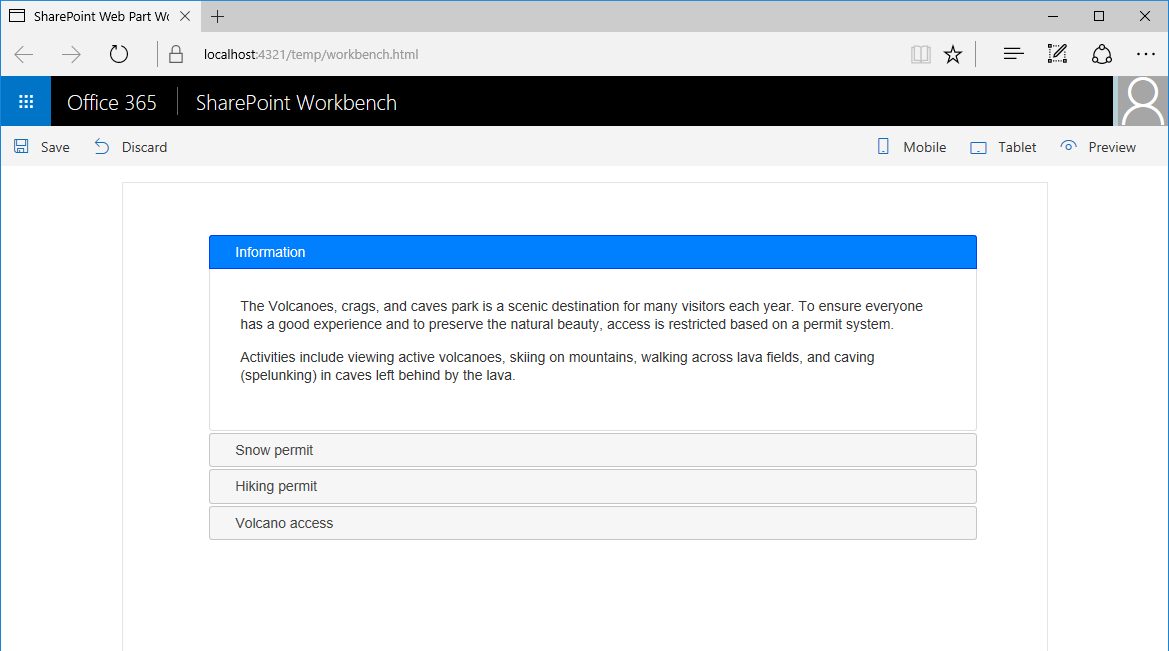 SharePoint Web Part Wo
localhost:4321/temp/workbench.html
Office 365 SharePoint Workbench
Save Discard Mobile Tablet Preview
Information
The Volcanoes, crags, and caves park is a scenic destination for many visitors each year. To ensure everyone
has a good experience and to preserve the natural beauty, access is restricted based on a permit system.
Activities include viewing active volcanoes, skiing on mountains, walking across lava fields, and caving
(spelunking) in caves left behind by the lava.
Snow permit
Hiking permit
Volcano access